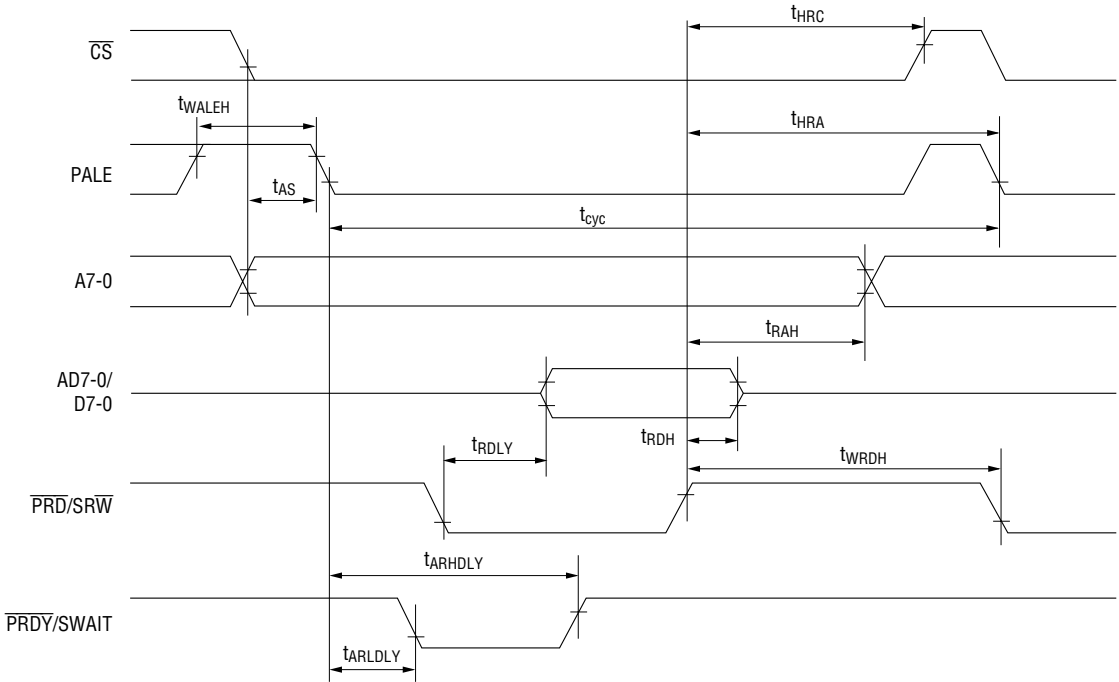 tHRC
CS
tWALEH
tHRA
PALE
tAS
tcyc
A7-0
tRAH
AD7-0/
D7-0
tRDLY
tRDH
tWRDH
PRD/SRW
tARHDLY
PRDY/SWAIT
tARLDLY